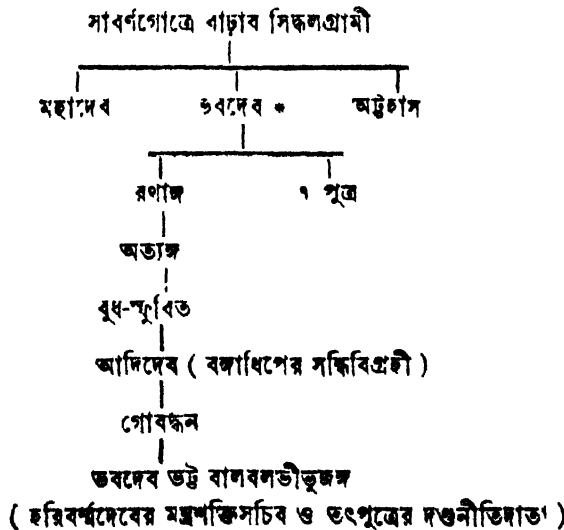 সাবর্ণগোত্রে রাঢ়ীয় সিদ্ধলগ্রামী
মহাদেব ভবদেব * অট্টহাস
রথাঙ্গ ৭ পুত্র
অত্যঙ্গ
বুধ-স্ফুরিত
আদিদেব ( বঙ্গাধিপের সন্ধিবিগ্রহী )
গোবর্দ্ধন
ভবদেব ভট্ট বালবলভীভুজঙ্গ
( হরিবর্ম্মদেবের মন্ত্রশক্তিসচিব ও তৎপুত্রের দণ্ডনীতিদাতা )